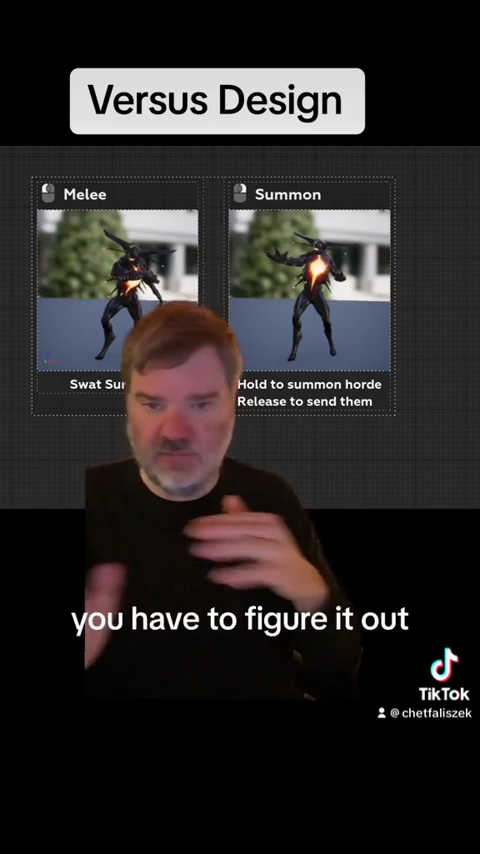 Versus Design
Melee
Summon
Swat
Hold to summon horde
Release to send them
you have to figure it out
TikTok
@ chetfaliszek